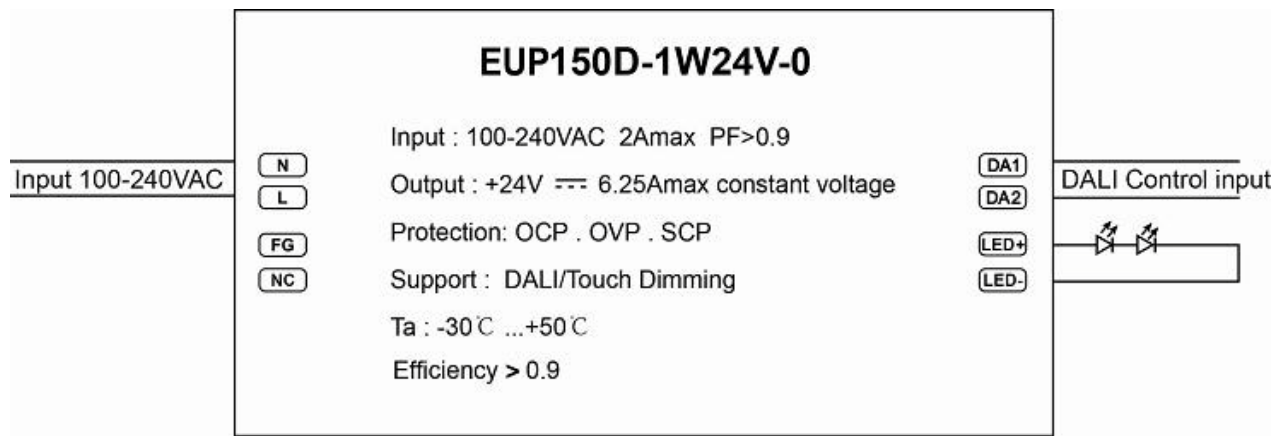 EUP150D-1W24V-0
Input : 100-240VAC 2Amax PF>0.9
Output : +24V ⎓ 6.25Amax constant voltage
Protection: OCP . OVP . SCP
Support : DALI/Touch Dimming
Ta : -30℃ ...+50℃
Efficiency > 0.9
Input 100-240VAC
N
L
FG
NC
DA1
DA2
LED+
LED-
DALI Control input